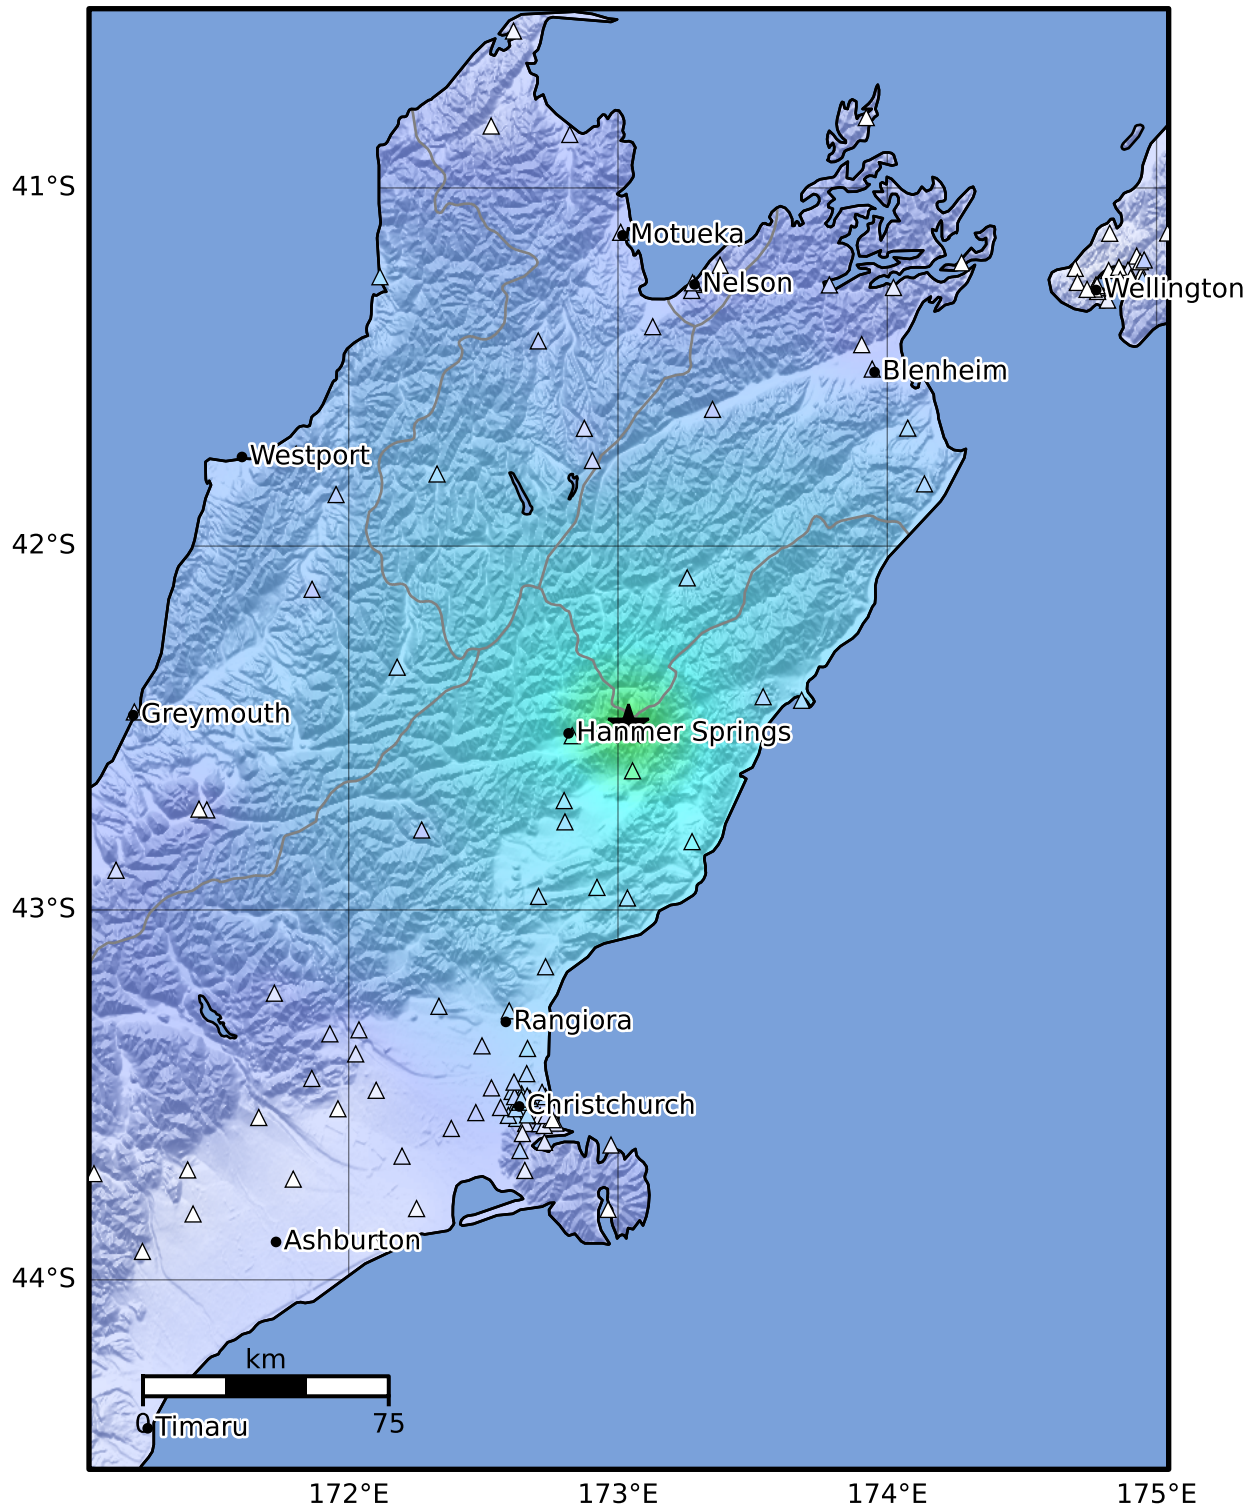 41°S
Motueka
Nelson
Wellington
Blenheim
Westport
42°S
Greymouth
Hanmer Springs
43°S
Rangiora
Christchurch
Ashburton
44°S
km
0 75
Timaru
172°E 173°E 174°E 175°E